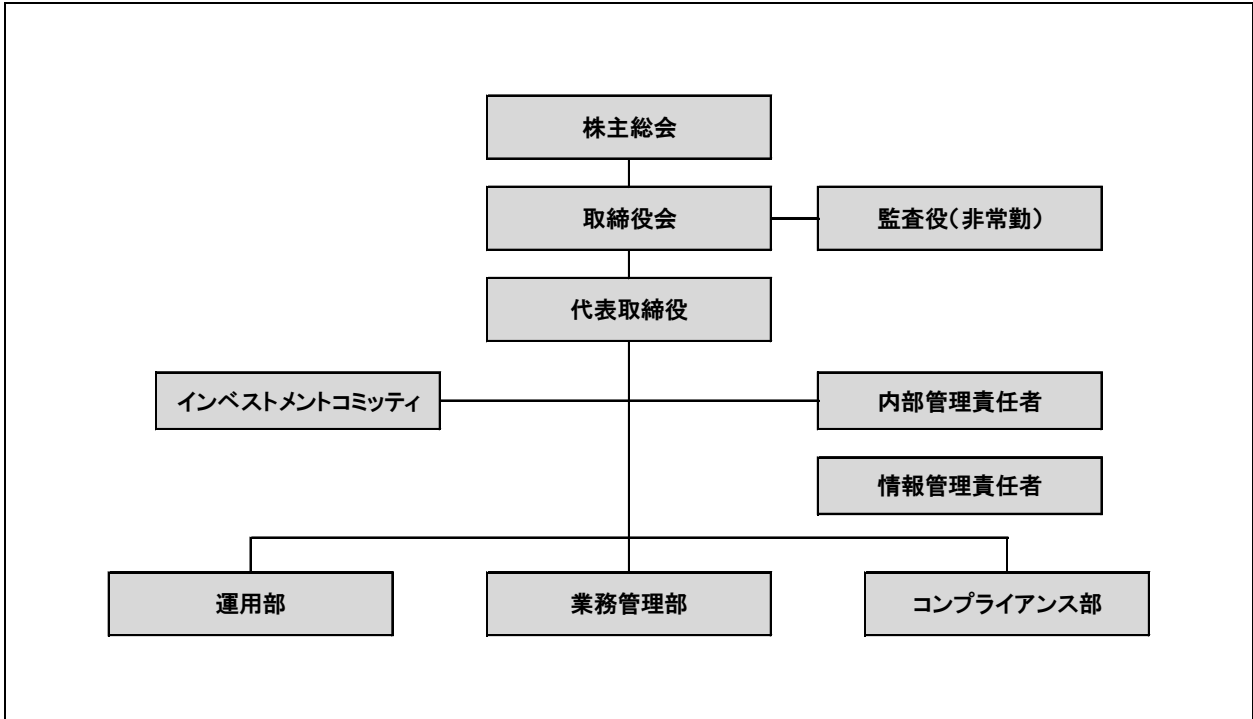 株主総会
取締役会
監査役（非常勤）
代表取締役
インベストメントコミッティ
内部管理責任者
情報管理責任者
運用部
業務管理部
コンプライアンス部